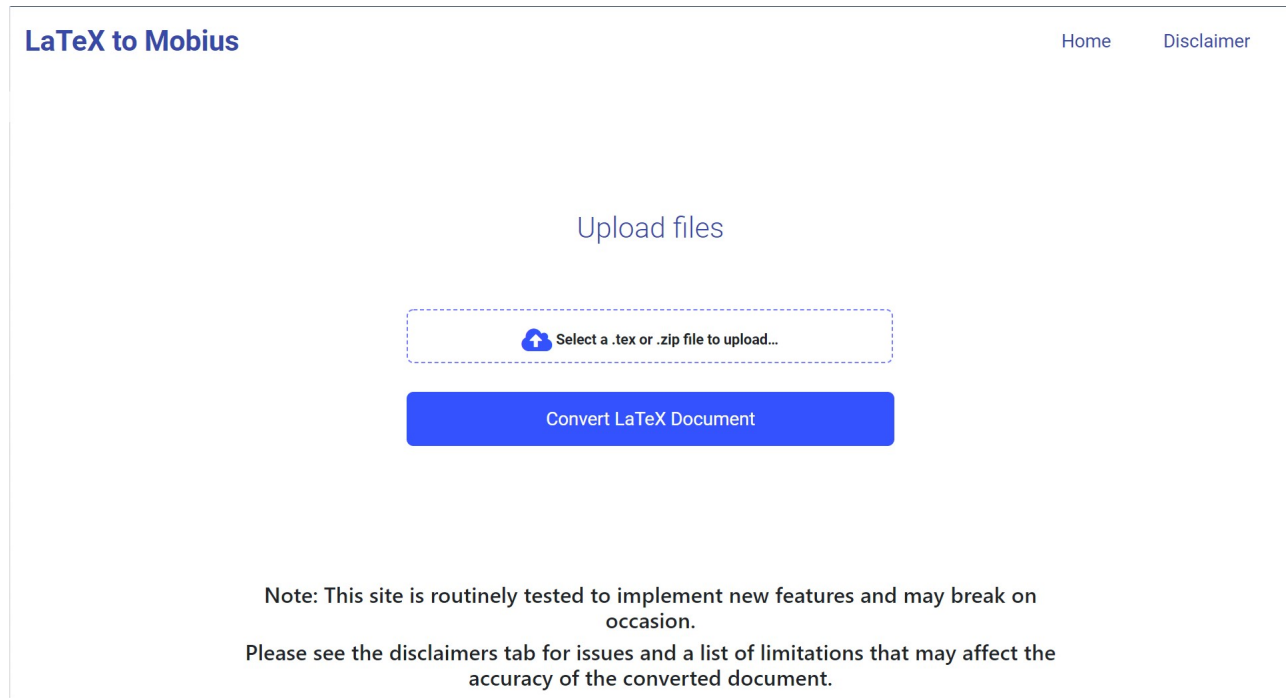 LaTeX to Mobius
Home
Disclaimer
Upload files
Select a .tex or .zip file to upload...
Convert LaTeX Document
Note: This site is routinely tested to implement new features and may break on
occasion.
Please see the disclaimers tab for issues and a list of limitations that may affect the
accuracy of the converted document.